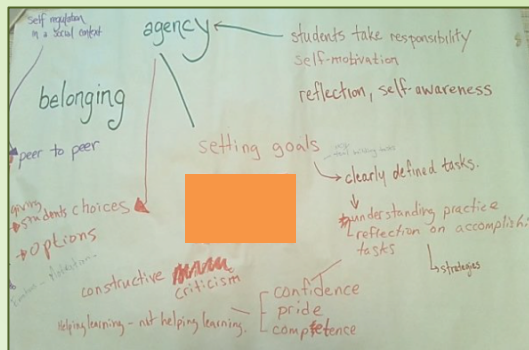 self regulation
in a social context
agency
students take responsibility
self-motivation
reflection, self-awareness
belonging
peer to peer
setting goals
clearly defined tasks.
giving
students choices
options
understanding practice
reflection on accomplish
tasks
strategies
constructive
criticism
Helping learning - not helping learning.
confidence
pride
competence